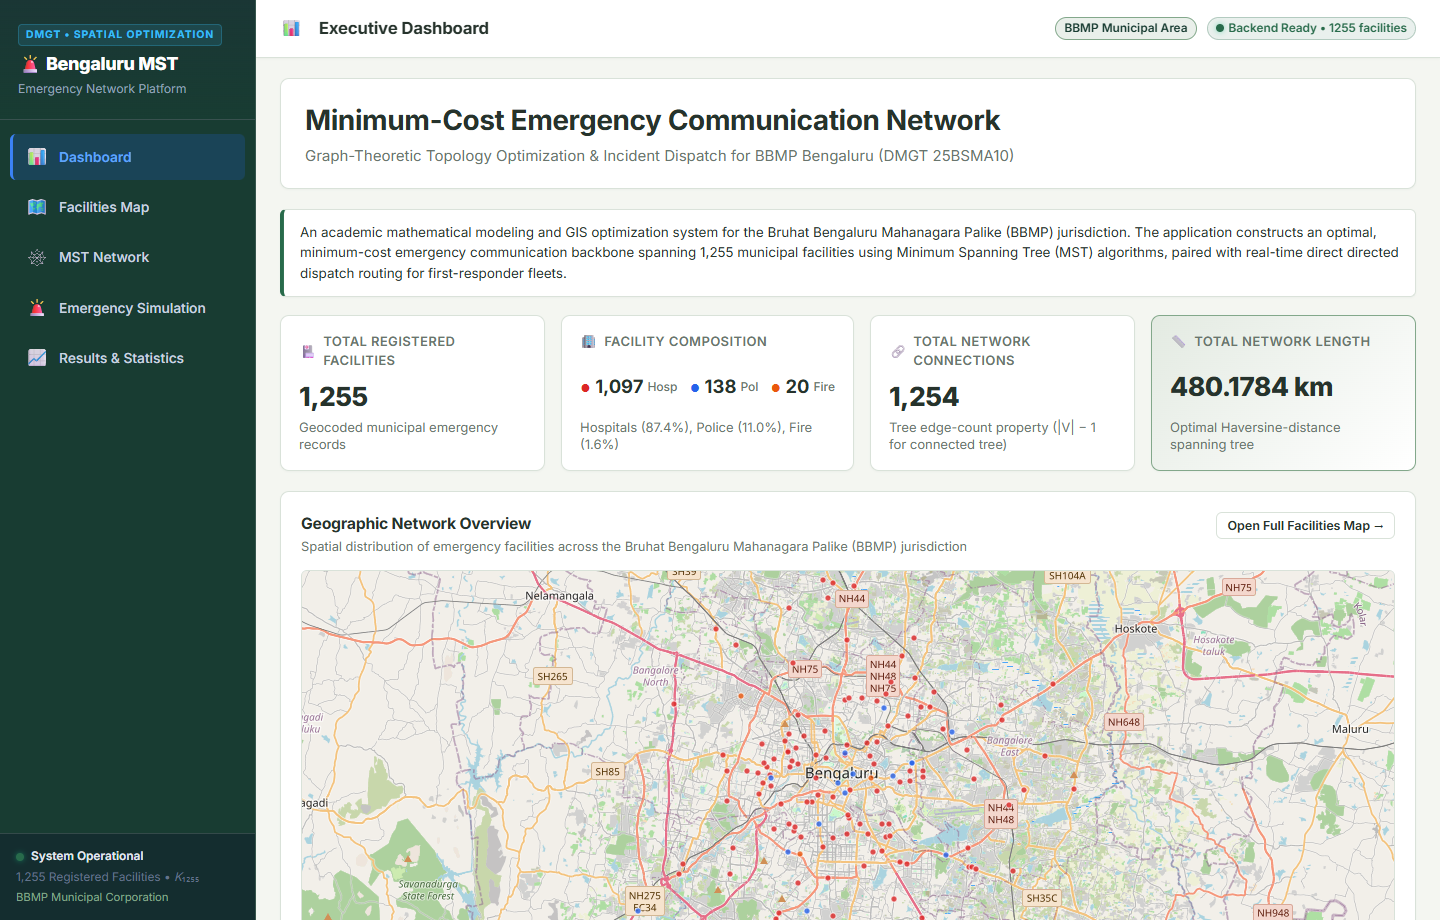 DMGT • SPATIAL OPTIMIZATION
Bengaluru MST
Emergency Network Platform
Dashboard
Facilities Map
MST Network
Emergency Simulation
Results & Statistics
System Operational
1,255 Registered Facilities • K₁₂₅₅
BBMP Municipal Corporation
Executive Dashboard
BBMP Municipal Area
Backend Ready • 1255 facilities
Minimum-Cost Emergency Communication Network
Graph-Theoretic Topology Optimization & Incident Dispatch for BBMP Bengaluru (DMGT 25BSMA10)
An academic mathematical modeling and GIS optimization system for the Bruhat Bengaluru Mahanagara Palike (BBMP) jurisdiction. The application constructs an optimal,
minimum-cost emergency communication backbone spanning 1,255 municipal facilities using Minimum Spanning Tree (MST) algorithms, paired with real-time direct directed
dispatch routing for first-responder fleets.
TOTAL REGISTERED
FACILITIES
1,255
Geocoded municipal emergency
records
FACILITY COMPOSITION
1,097 Hosp 138 Pol 20 Fire
Hospitals (87.4%), Police (11.0%), Fire
(1.6%)
TOTAL NETWORK
CONNECTIONS
1,254
Tree edge-count property (|V| − 1
for connected tree)
TOTAL NETWORK LENGTH
480.1784 km
Optimal Haversine-distance
spanning tree
Geographic Network Overview
Spatial distribution of emergency facilities across the Bruhat Bengaluru Mahanagara Palike (BBMP) jurisdiction
Open Full Facilities Map →
SH39
SH104A
NH75
Nelamangala
NH44
Kolar
Hoskote
Hosakote
taluk
Bangalore
North
NH75
NH44
NH48
NH75
SH265
agadi
luku
NH648
Maluru
Bangalore
East
SH85
Bengaluru
agadi
NH44
NH48
Savanadurga
State Forest
NH275
EC34
SH35C
NH948